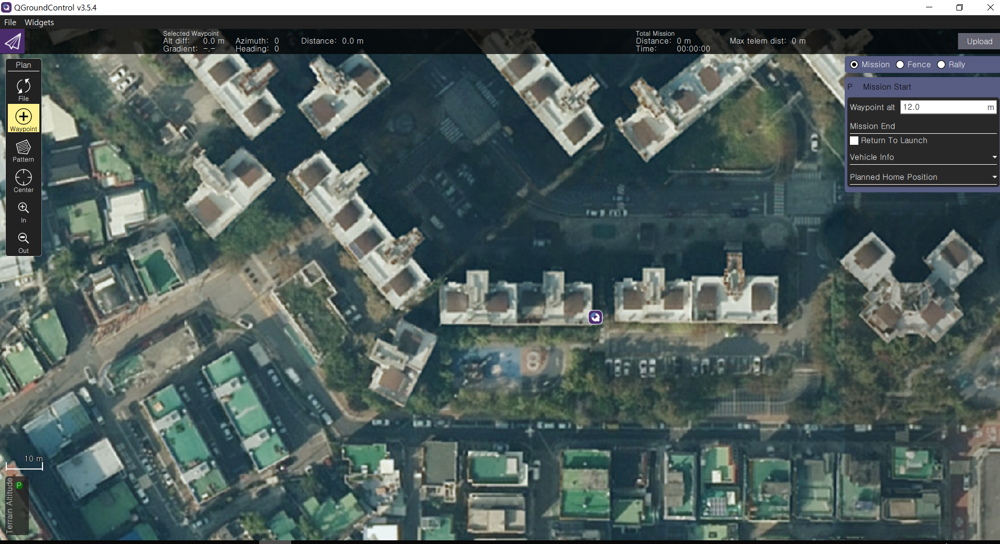 QGroundControl v3.5.4
File Widgets
Selected Waypoint
Alt diff: 0.0 m Azimuth: 0 Distance: 0.0 m
Gradient: -.- Heading: 0
Total Mission
Distance: 0 m Max telem dist: 0 m
Time: 00:00:00
Upload
Plan
File
Waypoint
Pattern
Center
In
Out
Mission Fence Rally
P Mission Start
Waypoint alt 12.0 m
Mission End
Return To Launch
Vehicle Info
Planned Home Position
10 m
Terrain Altitude
P